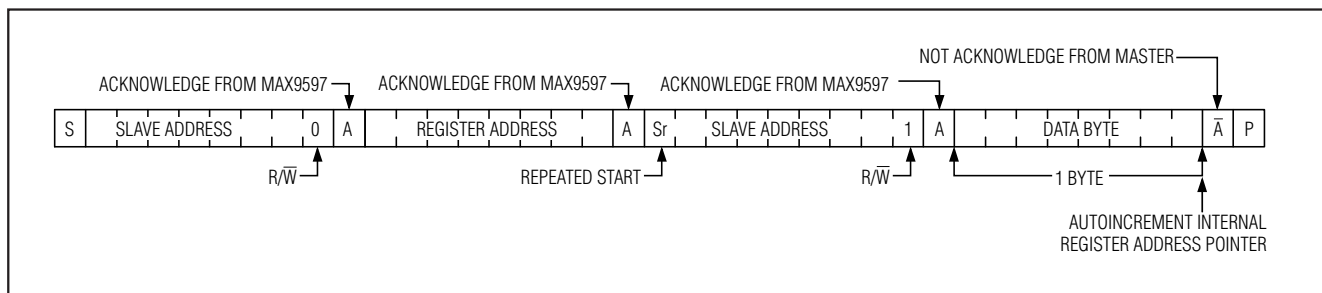 NOT ACKNOWLEDGE FROM MASTER
ACKNOWLEDGE FROM MAX9597 ACKNOWLEDGE FROM MAX9597 ACKNOWLEDGE FROM MAX9597
S SLAVE ADDRESS 0 A REGISTER ADDRESS A Sr SLAVE ADDRESS 1 A DATA BYTE A̅ P
R/W̅ REPEATED START R/W̅ 1 BYTE
AUTOINCREMENT INTERNAL
REGISTER ADDRESS POINTER